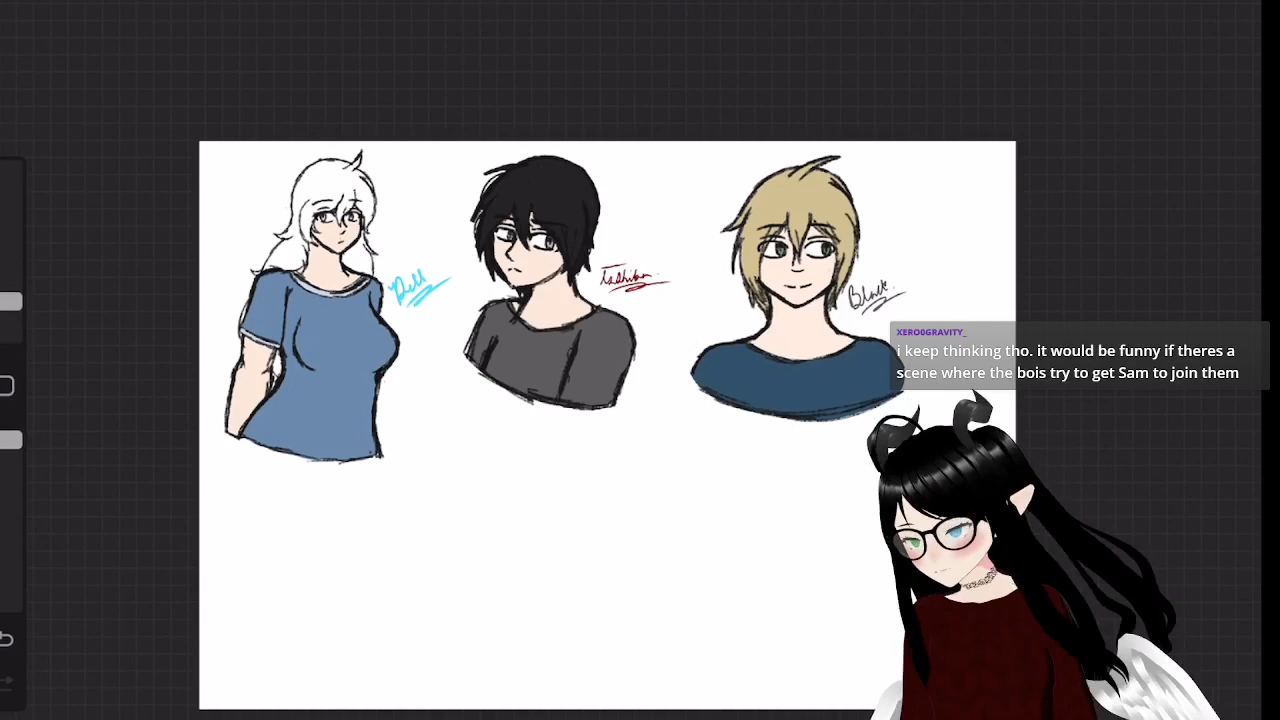 Dell
Black
XERO0GRAVITY_
i keep thinking tho. it would be funny if theres a
scene where the bois try to get Sam to join them